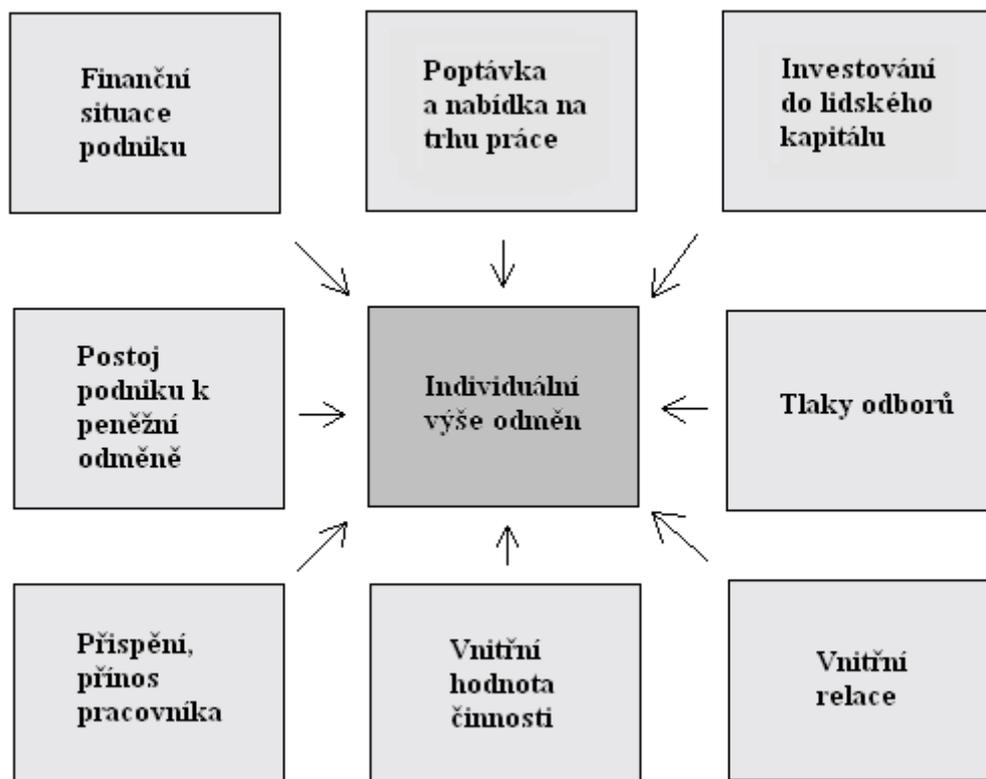 Finanční
situace
podniku
Poptávka
a nabídka na
trhu práce
Investování
do lidského
kapitálu
Postoj
podniku k
peněžní
odměně
Individuální
výše odměn
Tlaky odborů
Přispění,
přínos
pracovníka
Vnitřní
hodnota
činnosti
Vnitřní
relace